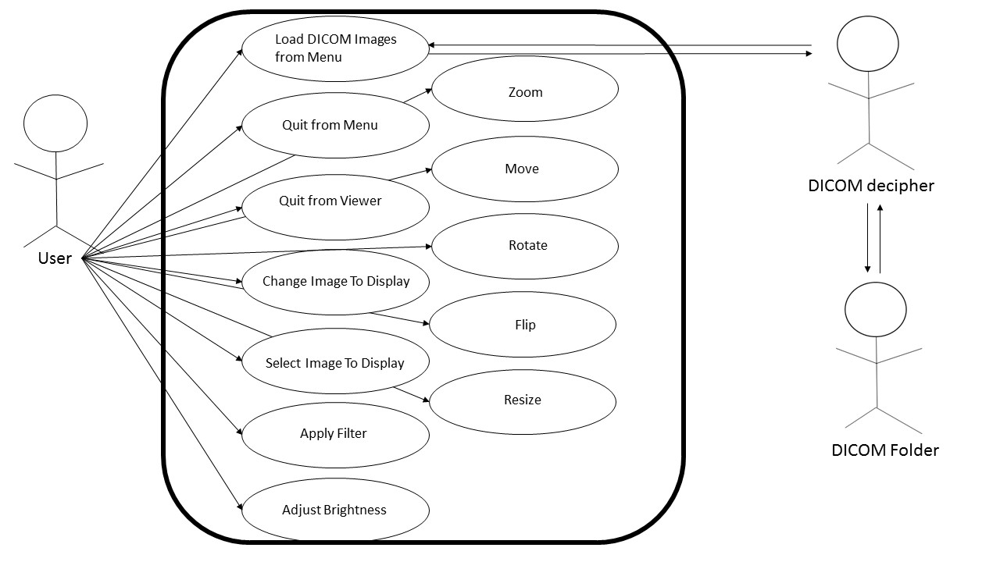 Load DICOM Images
from Menu
Zoom
Quit from Menu
Move
Quit from Viewer
DICOM decipher
Rotate
User
Change Image To Display
Flip
Select Image To Display
Resize
Apply Filter
DICOM Folder
Adjust Brightness